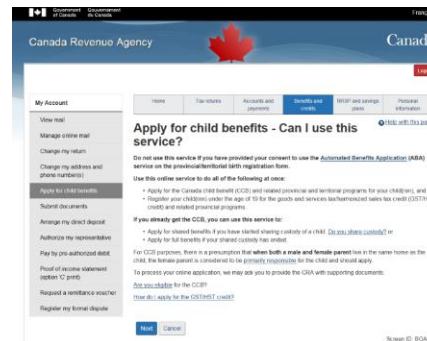 Government of Canada
Gouvernement du Canada
Franç
Canada Revenue Agency
Canad
Log
My Account
Home
Tax returns
Accounts and payments
Benefits and credits
RRSP and savings plans
Personal information
View mail
Manage online mail
Change my return
Change my address and phone number(s)
Apply for child benefits
Submit documents
Arrange my direct deposit
Authorize my representative
Pay by pre-authorized debit
Proof of income statement (option 'C' print)
Request a remittance voucher
Register my formal dispute
Help with this pa
Apply for child benefits - Can I use this
service?
Do not use this service if you have provided your consent to use the Automated Benefits Application (ABA)
service on the provincial/territorial birth registration form.
Use this online service to do all of the following at once:
• Apply for the Canada child benefit (CCB) and related provincial and territorial programs for your child(ren), and
• Register your child(ren) under the age of 19 for the goods and services tax/harmonized sales tax credit (GST/H
credit) and related provincial programs.
If you already get the CCB, you can use this service to:
• Apply for shared benefits if you have started sharing custody of a child. Do you share custody? or
• Apply for full benefits if your shared custody has ended.
For CCB purposes, there is a presumption that when both a male and female parent live in the same home as the
child, the female parent is considered to be primarily responsible for the child and should apply.
To process your online application, we may ask you to provide the CRA with supporting documents.
Are you eligible for the CCB?
How do I apply for the GST/HST credit?
Next
Cancel
Screen ID: BOA